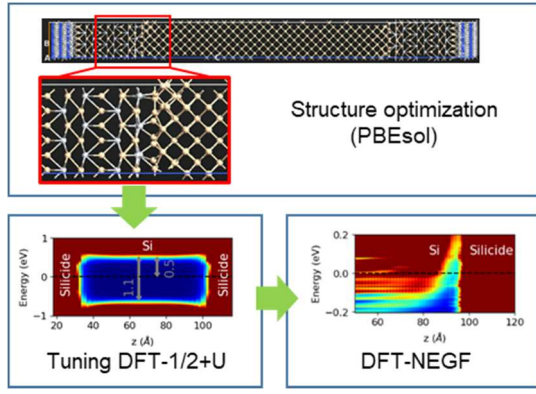 B
A
C
Structure optimization
(PBEsol)
Si
Energy (eV)
1
0
-1
Silicide
1.1
0.5
Silicide
20 40 60 80 100
z (Å)
Tuning DFT-1/2+U
Energy (eV)
0.2
0.0
-0.2
Si Silicide
60 80 100 120
z (Å)
DFT-NEGF